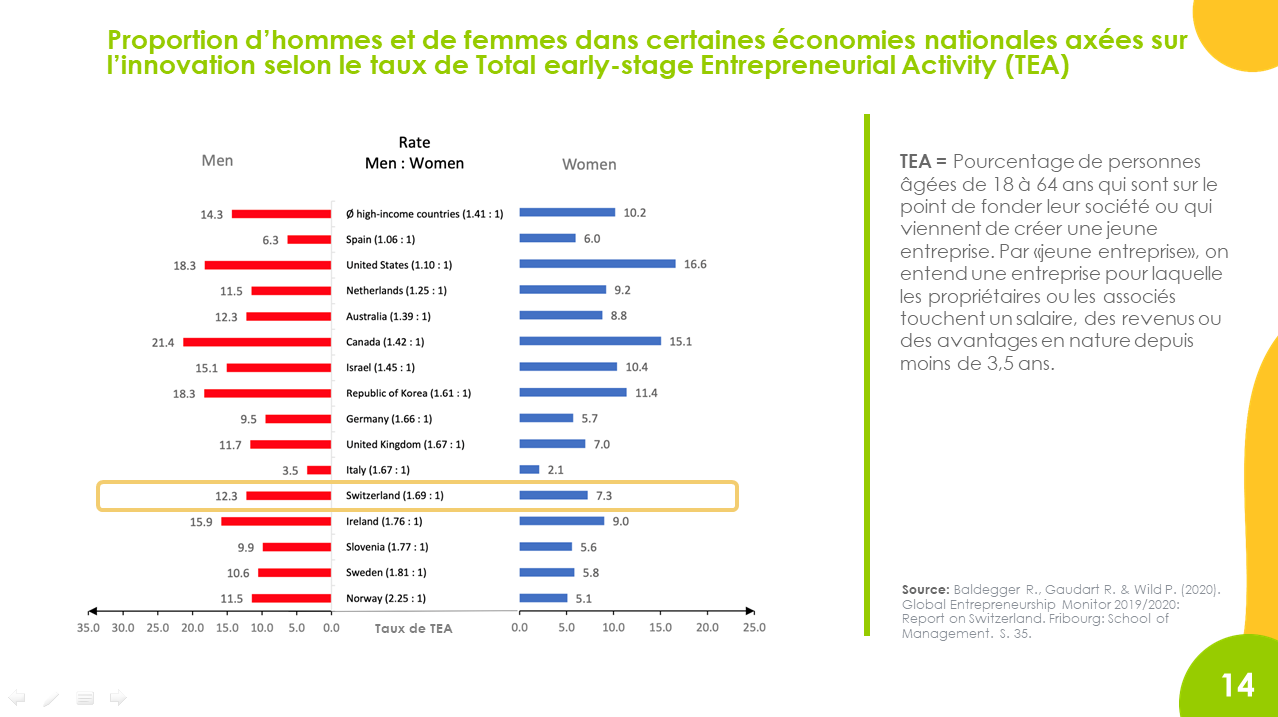 Proportion d’hommes et de femmes dans certaines économies nationales axées sur
l’innovation selon le taux de Total early-stage Entrepreneurial Activity (TEA)
Men
Rate
Men : Women
Women
14.3 Ø high-income countries (1.41 : 1) 10.2
6.3 Spain (1.06 : 1) 6.0
18.3 United States (1.10 : 1) 16.6
11.5 Netherlands (1.25 : 1) 9.2
12.3 Australia (1.39 : 1) 8.8
21.4 Canada (1.42 : 1) 15.1
15.1 Israel (1.45 : 1) 10.4
18.3 Republic of Korea (1.61 : 1) 11.4
9.5 Germany (1.66 : 1) 5.7
11.7 United Kingdom (1.67 : 1) 7.0
3.5 Italy (1.67 : 1) 2.1
12.3 Switzerland (1.69 : 1) 7.3
15.9 Ireland (1.76 : 1) 9.0
9.9 Slovenia (1.77 : 1) 5.6
10.6 Sweden (1.81 : 1) 5.8
11.5 Norway (2.25 : 1) 5.1
35.0 30.0 25.0 20.0 15.0 10.0 5.0 0.0 Taux de TEA 0.0 5.0 10.0 15.0 20.0 25.0
TEA = Pourcentage de personnes
âgées de 18 à 64 ans qui sont sur le
point de fonder leur société ou qui
viennent de créer une jeune
entreprise. Par «jeune entreprise», on
entend une entreprise pour laquelle
les propriétaires ou les associés
touchent un salaire, des revenus ou
des avantages en nature depuis
moins de 3,5 ans.
Source: Baldegger R., Gaudart R. & Wild P. (2020).
Global Entrepreneurship Monitor 2019/2020:
Report on Switzerland. Fribourg: School of
Management. S. 35.
14